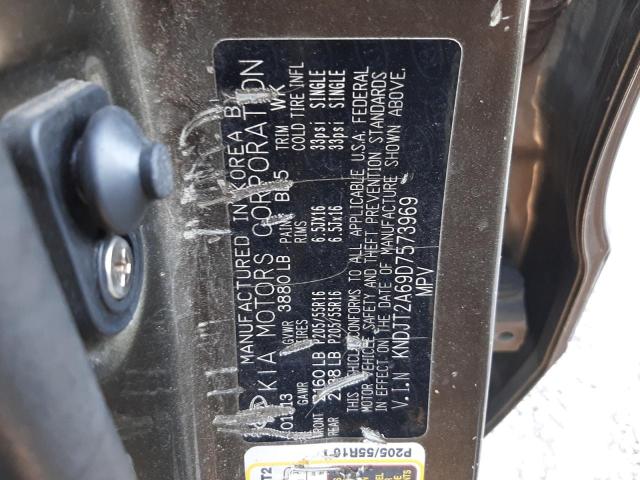 MANUFACTURED IN KOREA B
KIA MOTORS CORPORATION
GVWR 3880 LB PAINT TRIM WK
GAWR TIRES RIMS COLD TIRE INFL
FRONT P205/55R16 6.5JX16 33psi SINGLE
REAR P205/55R16 6.5JX16 33psi SINGLE
THIS VEHICLE CONFORMS TO ALL APPLICABLE U.S.A. FEDERAL
MOTOR VEHICLE SAFETY AND THEFT PREVENTION STANDARDS
IN EFFECT ON THE DATE OF MANUFACTURE SHOWN ABOVE.
V.I.N KNDJT2A69D7573969
MPV
P205/55R16